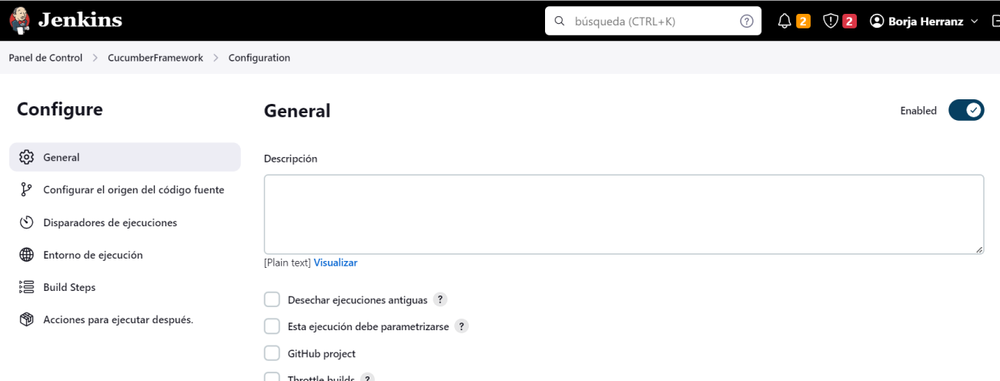 Jenkins
búsqueda (CTRL+K)
?
2
2
Borja Herranz
Panel de Control > CucumberFramework > Configuration
Configure
General
Configurar el origen del código fuente
Disparadores de ejecuciones
Entorno de ejecución
Build Steps
Acciones para ejecutar después.
General
Enabled
Descripción
[Plain text] Visualizar
Desechar ejecuciones antiguas ?
Esta ejecución debe parametrizarse ?
GitHub project
Throttle builds ?